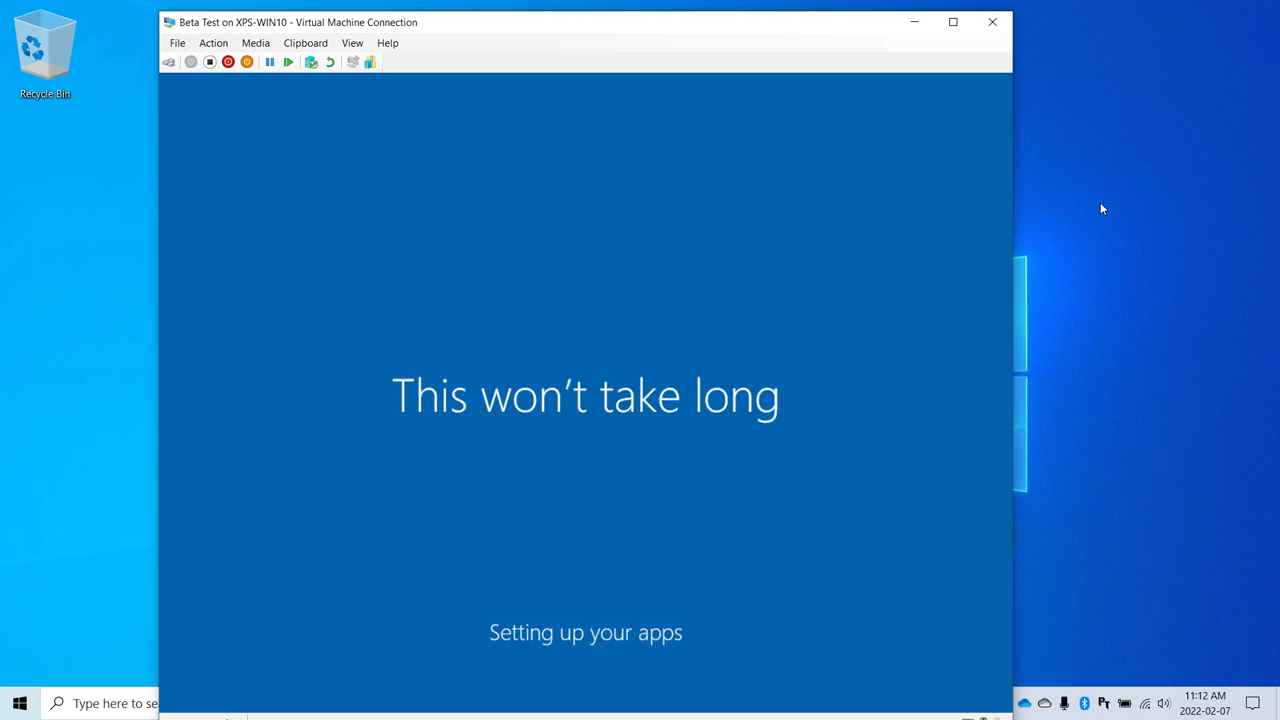 Beta Test on XPS-WIN10 - Virtual Machine Connection
File Action Media Clipboard View Help
Recycle Bin
This won't take long
Setting up your apps
Type here to se
11:12 AM
2022-02-07